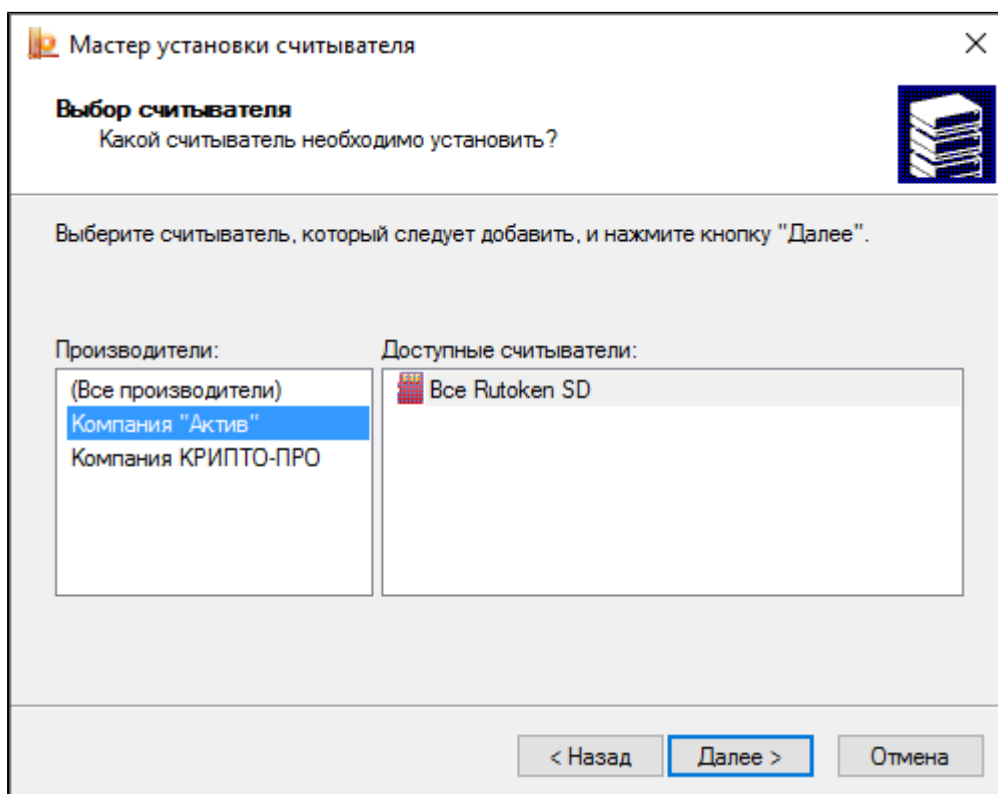 Мастер установки считывателя
Выбор считывателя
Какой считыватель необходимо установить?
Выберите считыватель, который следует добавить, и нажмите кнопку "Далее".
Производители:
(Все производители)
Компания "Актив"
Компания КРИПТО-ПРО
Доступные считыватели:
Все Rutoken SD
< Назад
Далее >
Отмена